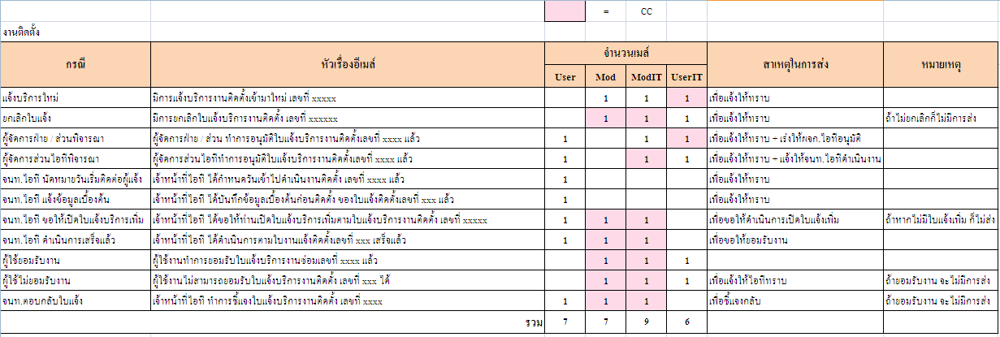 = CC
งานติดตั้ง
กรณี หัวเรื่องอีเมล์ จำนวนเมล์ สาเหตุในการส่ง หมายเหตุ
User Mod ModIT UserIT
แจ้งบริการใหม่ มีการแจ้งบริการงานติดตั้งเข้ามาใหม่ เลขที่ xxxxx 1 1 1 เพื่อแจ้งให้ทราบ
ยกเลิกใบแจ้ง มีการยกเลิกใบแจ้งบริการงานติดตั้ง เลขที่ xxxxxx 1 1 1 เพื่อแจ้งให้ทราบ ถ้าไม่ยกเลิกก็ไม่มีการส่ง
ผู้จัดการฝ่าย / ส่วนพิจารณา ผู้จัดการฝ่าย / ส่วน ทำการอนุมัติใบแจ้งบริการงานติดตั้งเลขที่ xxxx แล้ว 1 1 1 เพื่อแจ้งให้ทราบ + เร่งให้ผจก.ไอทีอนุมัติ
ผู้จัดการส่วนไอทีพิจารณา ผู้จัดการส่วนไอทีทำการอนุมัติใบแจ้งบริการงานติดตั้งเลขที่ xxxx แล้ว 1 1 1 เพื่อแจ้งให้ทราบ + แจ้งให้จนท.ไอทีดำเนินงาน
จนท.ไอที นัดหมายวันเริ่มติดต่อผู้แจ้ง เจ้าหน้าที่ไอที ได้กำหนดวันเข้าไปดำเนินงานติดตั้ง เลขที่ xxxx แล้ว 1 เพื่อแจ้งให้ทราบ
จนท.ไอที แจ้งข้อมูลเบื้องต้น เจ้าหน้าที่ไอที ได้บันทึกข้อมูลเบื้องต้นก่อนติดตั้ง ของใบแจ้งติดตั้งเลขที่ xxx แล้ว 1 เพื่อแจ้งให้ทราบ
จนท.ไอที ขอให้เปิดใบแจ้งบริการเพิ่ม เจ้าหน้าที่ไอที ได้ขอให้ท่านเปิดใบแจ้งบริการเพิ่มตามใบแจ้งบริการงานติดตั้ง เลขที่ xxxxx 1 1 1 เพื่อขอให้ดำเนินการเปิดใบแจ้งเพิ่ม ถ้าหากไม่มีใบแจ้งเพิ่ม ก็ไม่ส่ง
จนท.ไอที ดำเนินการเสร็จแล้ว เจ้าหน้าที่ไอที ได้ดำเนินการตามใบงานแจ้งติดตั้งเลขที่ xxx เสร็จแล้ว 1 1 1 เพื่อขอให้ยอมรับงาน
ผู้ใช้ยอมรับงาน ผู้ใช้งานทำการยอมรับใบแจ้งบริการงานซ่อมเลขที่ xxxx แล้ว 1 1 1
ผู้ใช้ไม่ยอมรับงาน ผู้ใช้งานไม่สามารถยอมรับใบแจ้งบริการงานติดตั้ง เลขที่ xxx ได้ 1 1 1 เพื่อแจ้งให้ไอทีทราบ ถ้ายอมรับงาน จะไม่มีการส่ง
จนท.ตอบกลับใบแจ้ง เจ้าหน้าที่ไอที ทำการชี้แจงใบแจ้งบริการงานติดตั้ง เลขที่ xxxx 1 1 1 เพื่อชี้แจงกลับ ถ้ายอมรับงาน จะไม่มีการส่ง
รวม 7 7 9 6